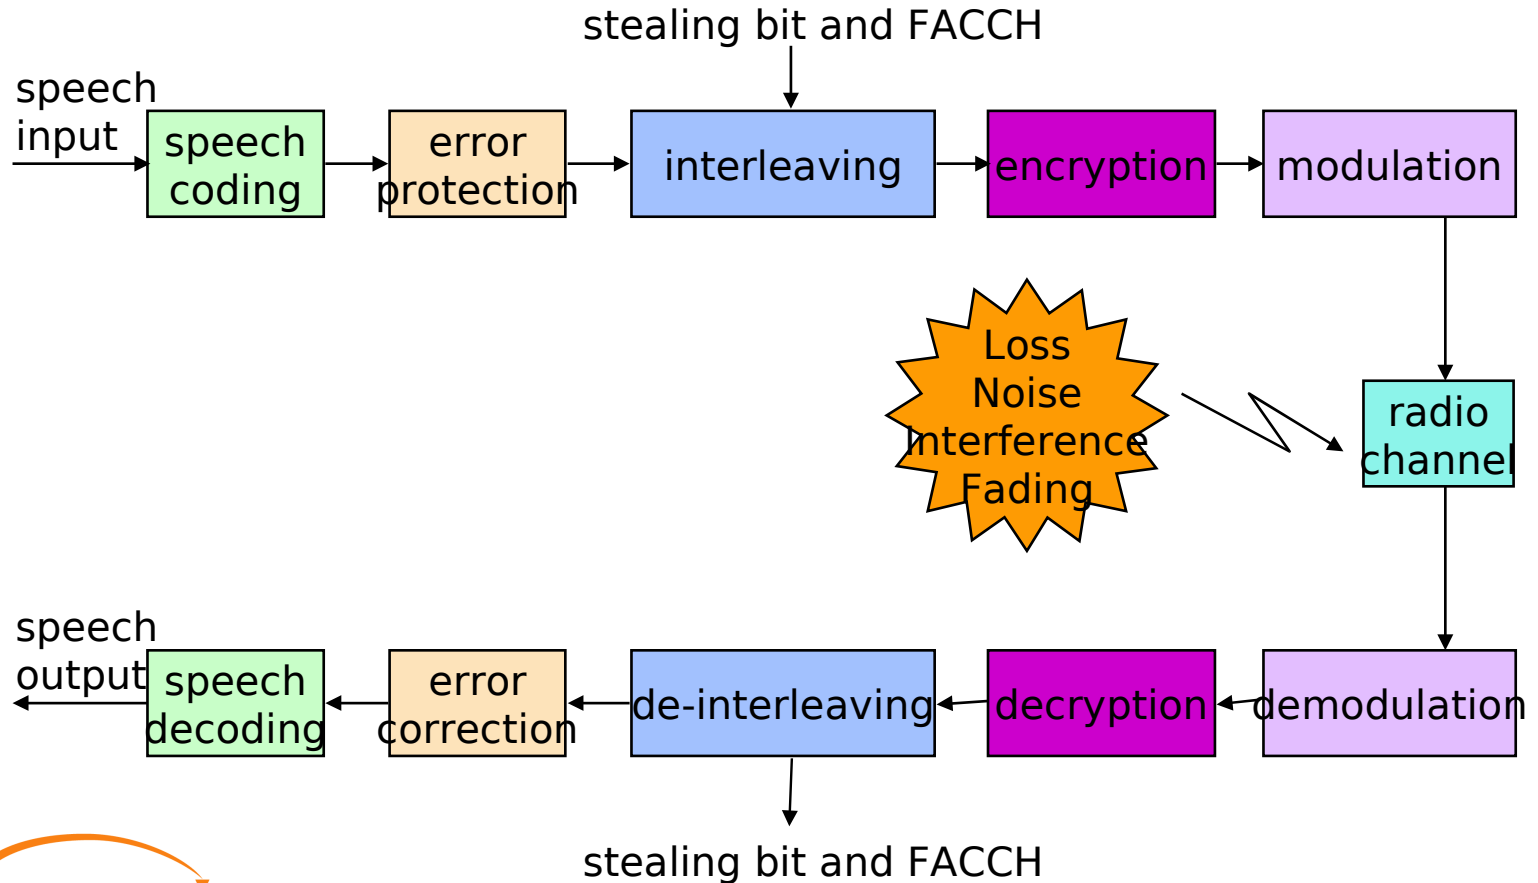 stealing bit and FACCH
speech
input
speech
coding
error
protection
interleaving
encryption
modulation
Loss
Noise
Interference
Fading
radio
channel
speech
output
speech
decoding
error
correction
de-interleaving
decryption
demodulation
stealing bit and FACCH